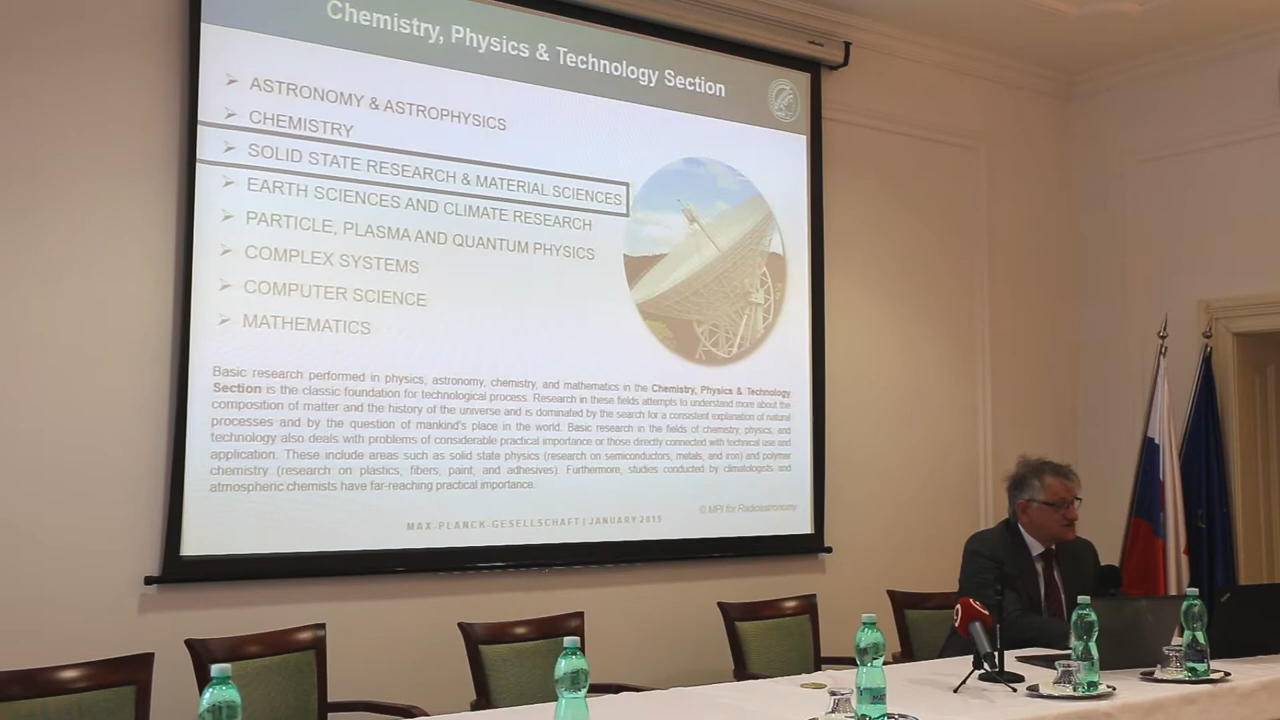 Chemistry, Physics & Technology Section
ASTRONOMY & ASTROPHYSICS
CHEMISTRY
SOLID STATE RESEARCH & MATERIAL SCIENCES
EARTH SCIENCES AND CLIMATE RESEARCH
PARTICLE, PLASMA AND QUANTUM PHYSICS
COMPLEX SYSTEMS
COMPUTER SCIENCE
MATHEMATICS
Basic research performed in physics, astronomy, chemistry, and mathematics in the Chemistry, Physics & Technology
Section is the classic foundation for technological process. Research in these fields attempts to understand more about the
composition of matter and the history of the universe and is dominated by the search for a consistent explanation of natural
processes and by the question of mankind's place in the world. Basic research in the fields of chemistry, physics, and
technology also deals with problems of considerable practical importance or those directly connected with technical use and
application. These include areas such as solid state physics (research on semiconductors, metals, and iron) and polymer
chemistry (research on plastics, fibers, paint, and adhesives). Furthermore, studies conducted by climatologists and
atmospheric chemists have far-reaching practical importance.
© MPI for Radioastronomy
MAX-PLANCK-GESELLSCHAFT | JANUARY 2015